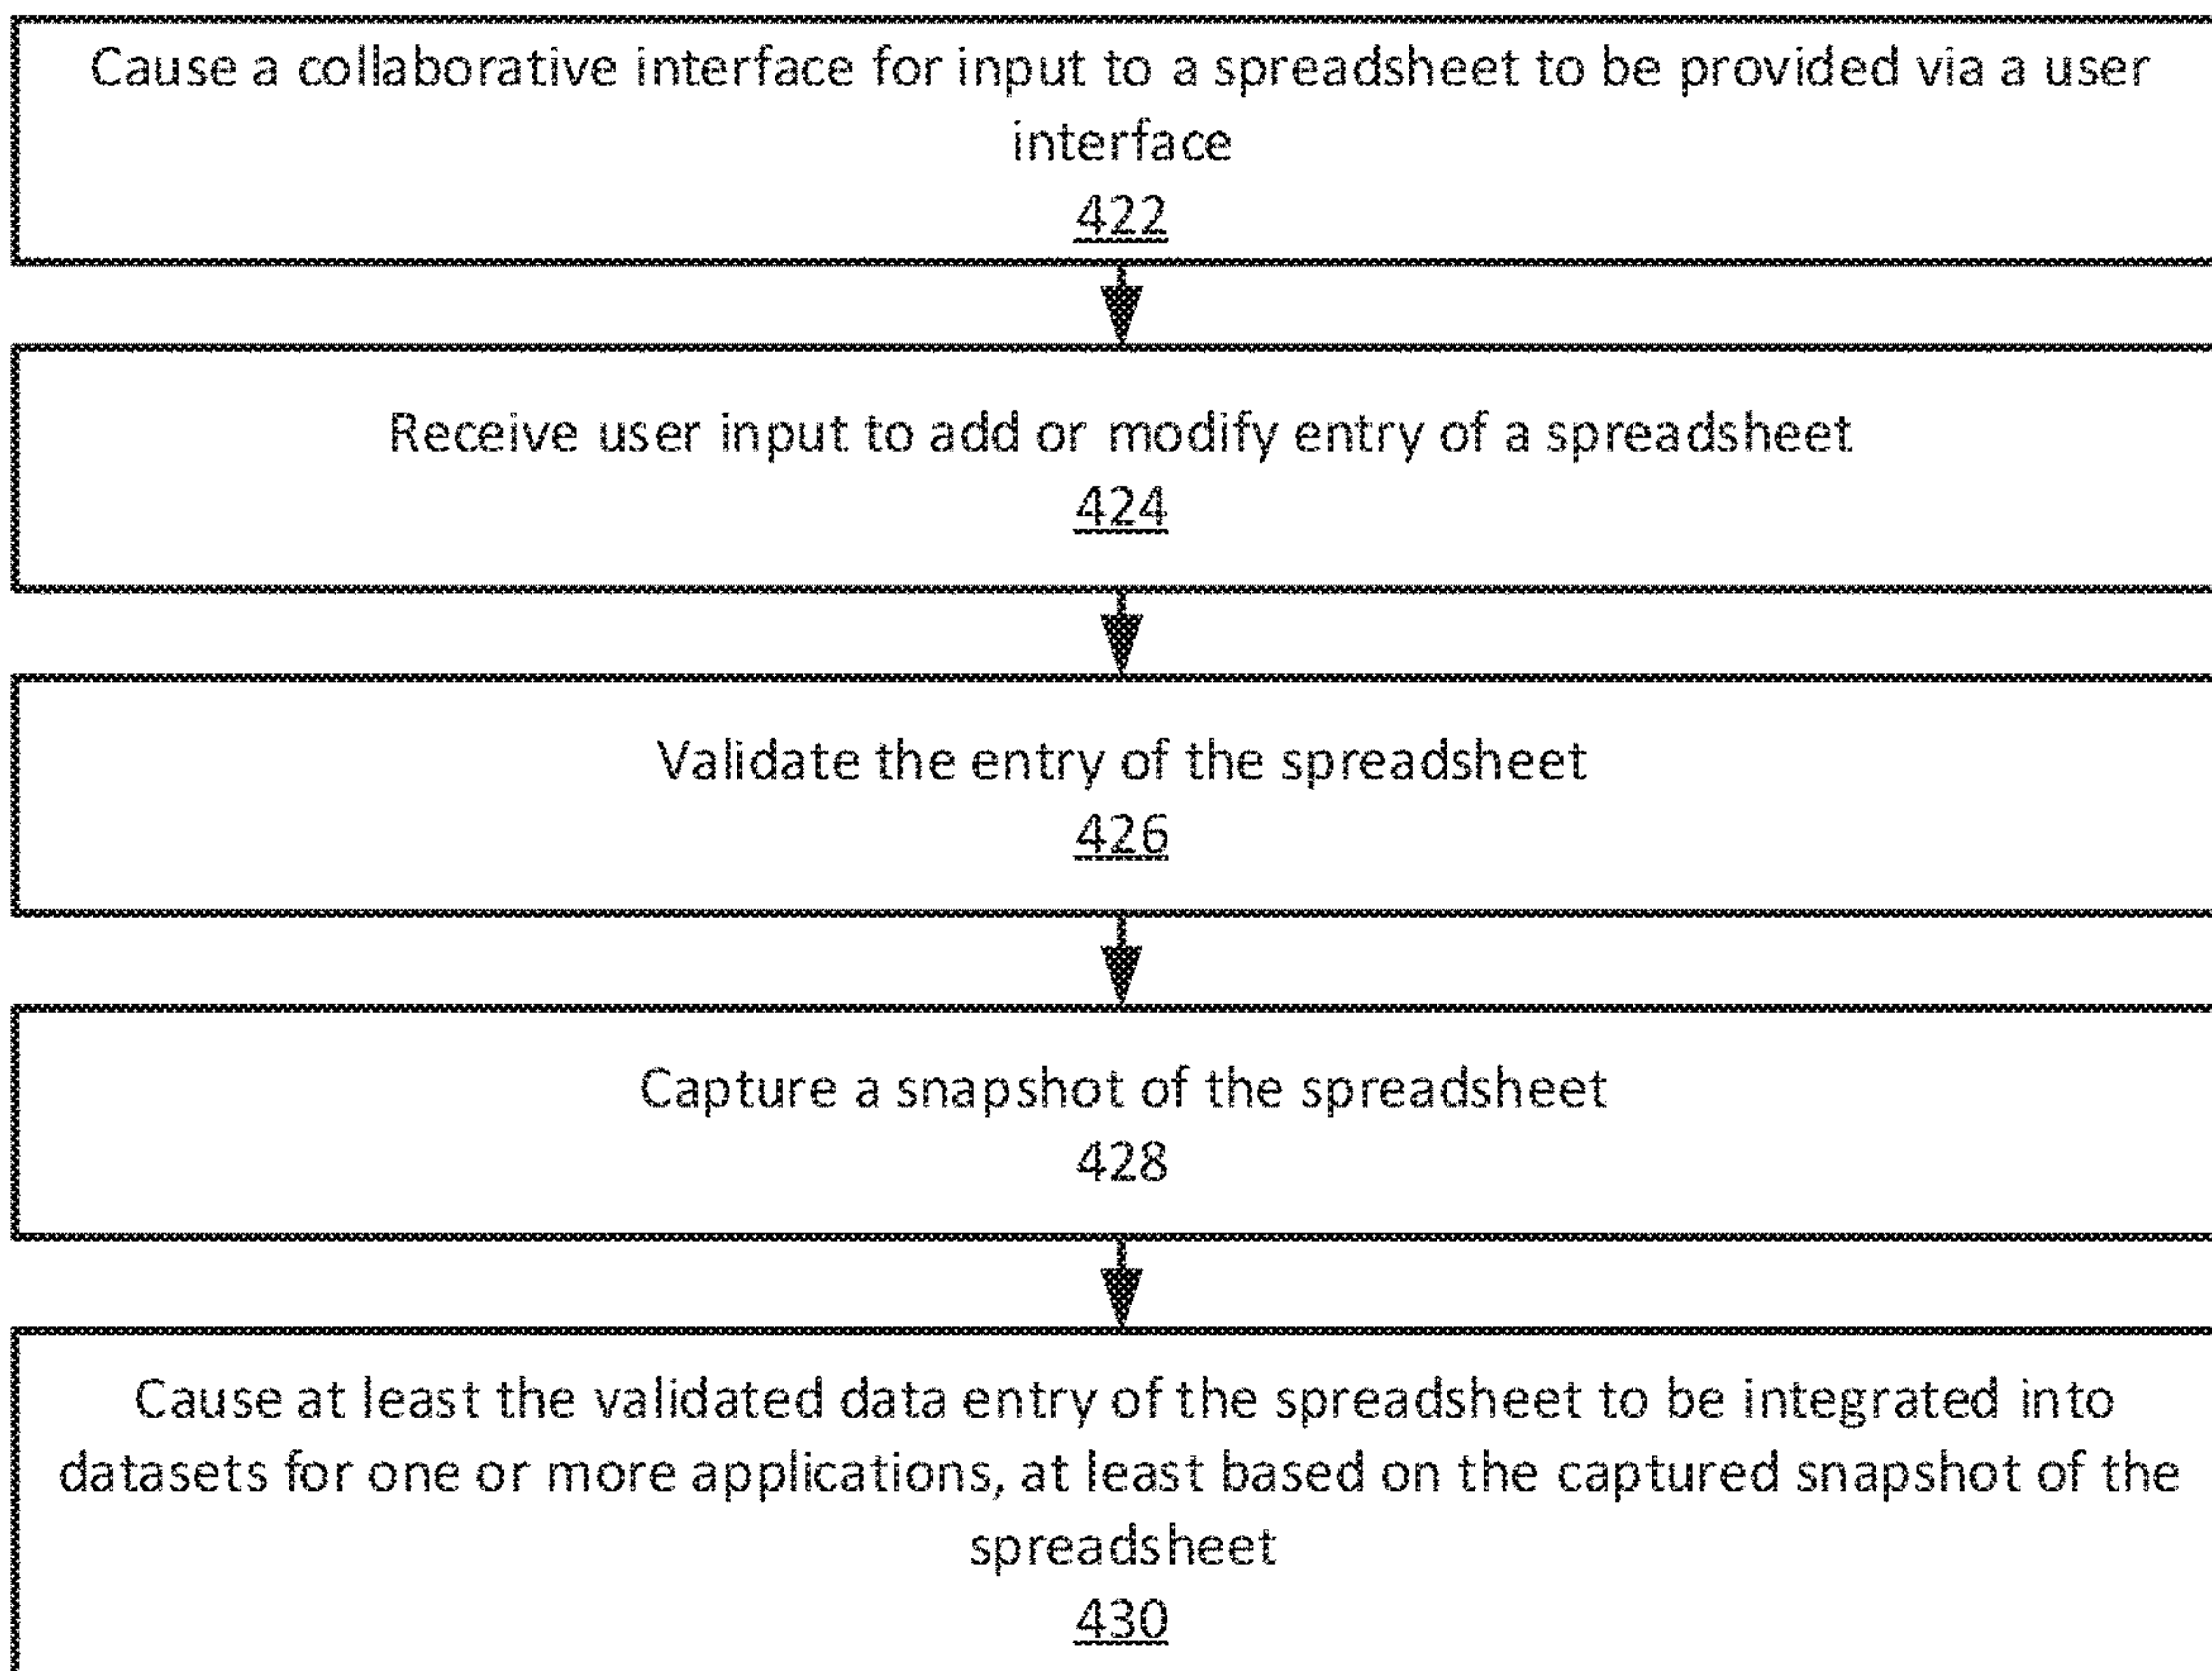 Cause a collaborative interface for input to a spreadsheet to be provided via a user
interface
422
Receive user input to add or modify entry of a spreadsheet
424
Validate the entry of the spreadsheet
426
Capture a snapshot of the spreadsheet
428
Cause at least the validated data entry of the spreadsheet to be integrated into
datasets for one or more applications, at least based on the captured snapshot of the
spreadsheet
430